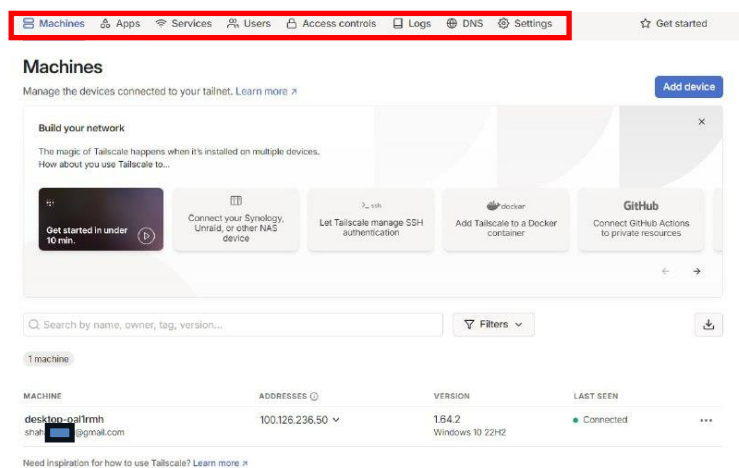 Machines Apps Services Users Access controls Logs DNS Settings Get started
Machines
Manage the devices connected to your tailnet. Learn more ↗
Add device
Build your network
The magic of Tailscale happens when it's installed on multiple devices.
How about you use Tailscale to...
Get started in under
10 min.
Connect your Synology,
Unraid, or other NAS
device
>_ ssh
Let Tailscale manage SSH
authentication
docker
Add Tailscale to a Docker
container
GitHub
Connect GitHub Actions
to private resources
Search by name, owner, tag, version...
Filters
1 machine
MACHINE ADDRESSES VERSION LAST SEEN
desktop-oal1rmh 100.126.236.50 1.64.2 Connected
shah @gmail.com Windows 10 22H2
Need inspiration for how to use Tailscale? Learn more ↗